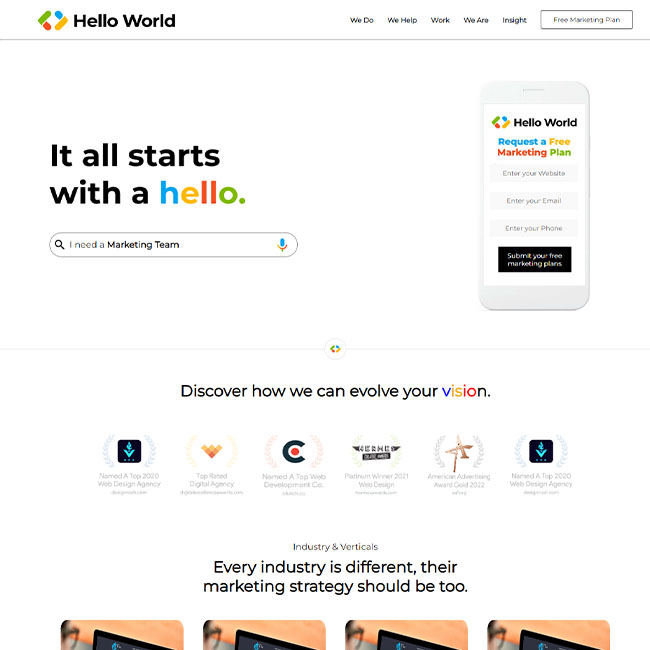 Hello World
We Do We Help Work We Are Insight Free Marketing Plan
It all starts
with a hello.
I need a Marketing Team
Hello World
Request a Free
Marketing Plan
Enter your Website
Enter your Email
Enter your Phone
Submit your free
marketing plans
Discover how we can evolve your vision.
Named A Top 2020
Web Design Agency
designrush.com
Top Rated
Digital Agency
Named A Top Web
Development Co.
clutch.co
HERMES
CREATIVE AWARDS
Platinum Winner 2021
Web Design
hermesawards.com
American Advertising
Award Gold 2022
Named A Top 2020
Web Design Agency
designrush.com
Industry & Verticals
Every industry is different, their
marketing strategy should be too.